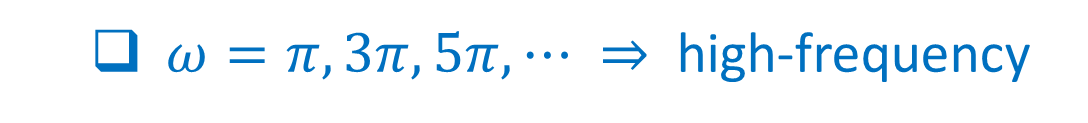 ❑ 𝜔 = 𝜋, 3𝜋, 5𝜋, ⋯ ⇒ high-frequency